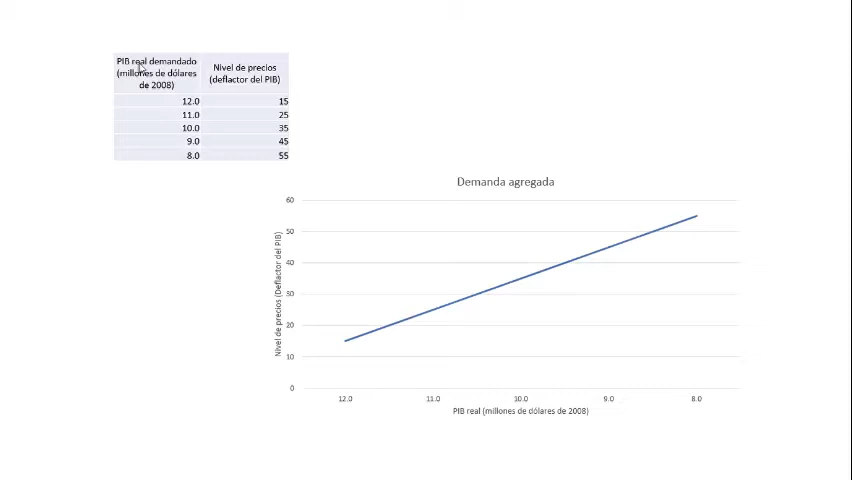 PIB real demandado
(millones de dólares
de 2008)
Nivel de precios
(deflactor del PIB)
12.0 15
11.0 25
10.0 35
9.0 45
8.0 55
Demanda agregada
60
50
40
30
20
10
0
Nivel de precios (Deflactor del PIB)
12.0 11.0 10.0 9.0 8.0
PIB real (millones de dólares de 2008)